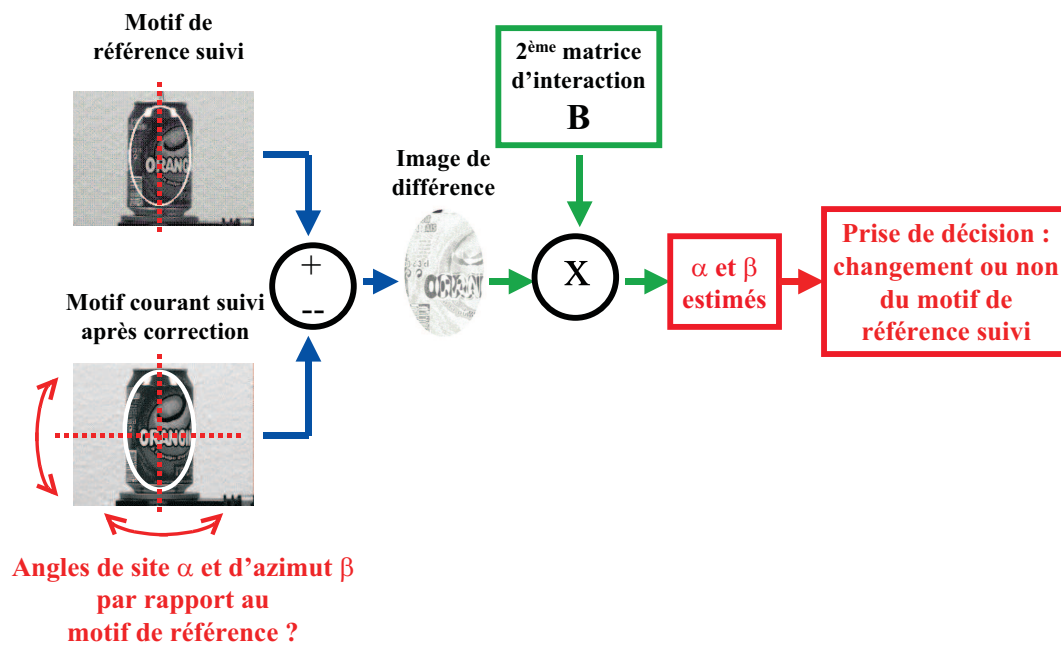 Motif de
référence suivi
ORANG
2ème matrice
d’interaction
B
Image de
différence
+
--
X
α et β
estimés
Prise de décision :
changement ou non
du motif de
référence suivi
Motif courant suivi
après correction
ORANGI
Angles de site α et d’azimut β
par rapport au
motif de référence ?